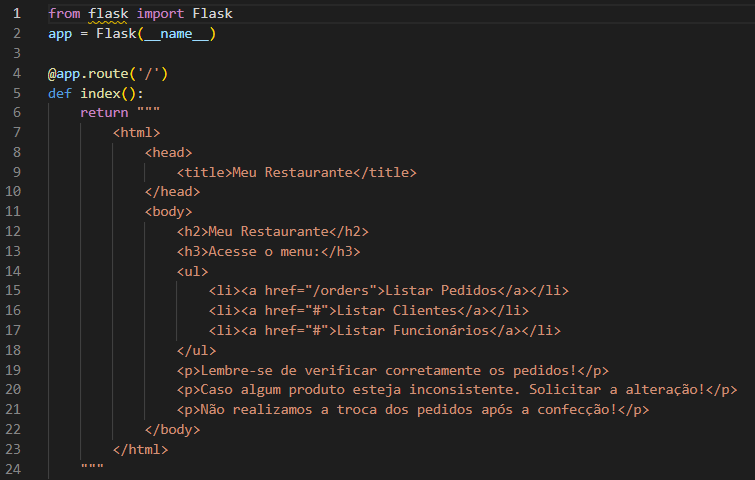 1 from flask import Flask
2 app = Flask(__name__)
3
4 @app.route('/')
5 def index():
6 return """
7 <html>
8 <head>
9 <title>Meu Restaurante</title>
10 </head>
11 <body>
12 <h2>Meu Restaurante</h2>
13 <h3>Acesse o menu:</h3>
14 <ul>
15 <li><a href="/orders">Listar Pedidos</a></li>
16 <li><a href="#">Listar Clientes</a></li>
17 <li><a href="#">Listar Funcionários</a></li>
18 </ul>
19 <p>Lembre-se de verificar corretamente os pedidos!</p>
20 <p>Caso algum produto esteja inconsistente. Solicitar a alteração!</p>
21 <p>Não realizamos a troca dos pedidos após a confecção!</p>
22 </body>
23 </html>
24 """